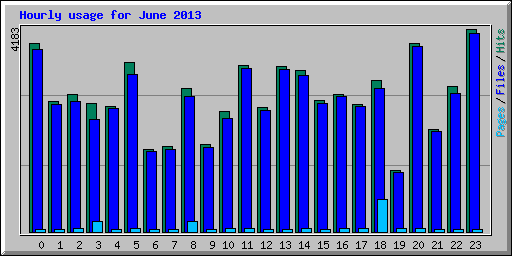 Hourly usage for June 2013
4183
Pages / Files / Hits
0 1 2 3 4 5 6 7 8 9 10 11 12 13 14 15 16 17 18 19 20 21 22 23